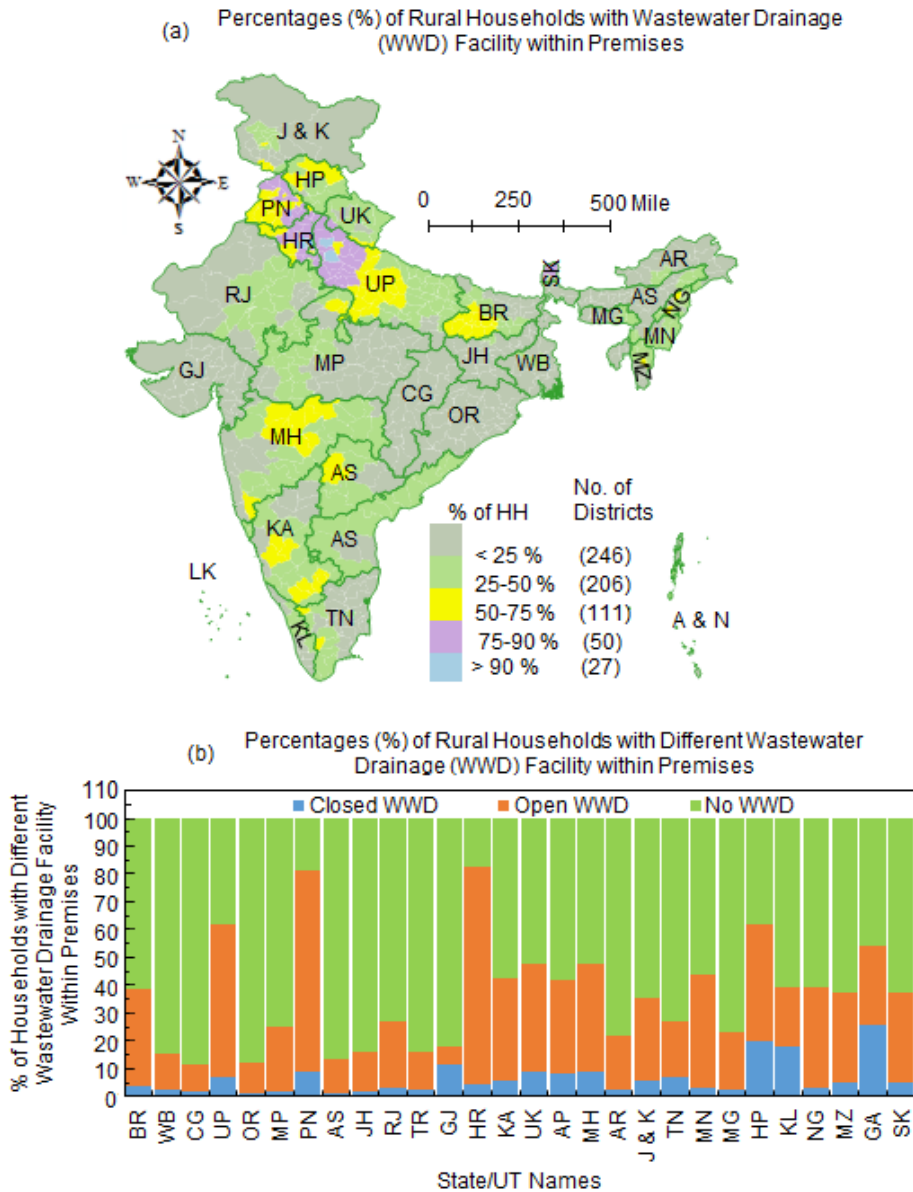 (a) Percentages (%) of Rural Households with Wastewater Drainage
(WWD) Facility within Premises
N
W E
S
J & K
HP
PN
UK
HR
0 250 500 Mile
RJ
UP
BR
SK
AR
AS
NG
MG
MN
MZ
GJ
MP
JH
WB
CG
OR
MH
AS
KA
AS
LK
TN
KL
A & N
% of HH No. of
Districts
< 25 % (246)
25-50 % (206)
50-75 % (111)
75-90 % (50)
> 90 % (27)
(b) Percentages (%) of Rural Households with Different Wastewater
Drainage (WWD) Facility within Premises
% of Households with Different
Wastewater Drainage Facility
Within Premises
110
100
90
80
70
60
50
40
30
20
10
0
Closed WWD Open WWD No WWD
BR WB CG UP OR MP PN AS JH RJ TR GJ HR KA UK AP MH AR J & K TN MN MG HP KL NG MZ GA SK
State/UT Names